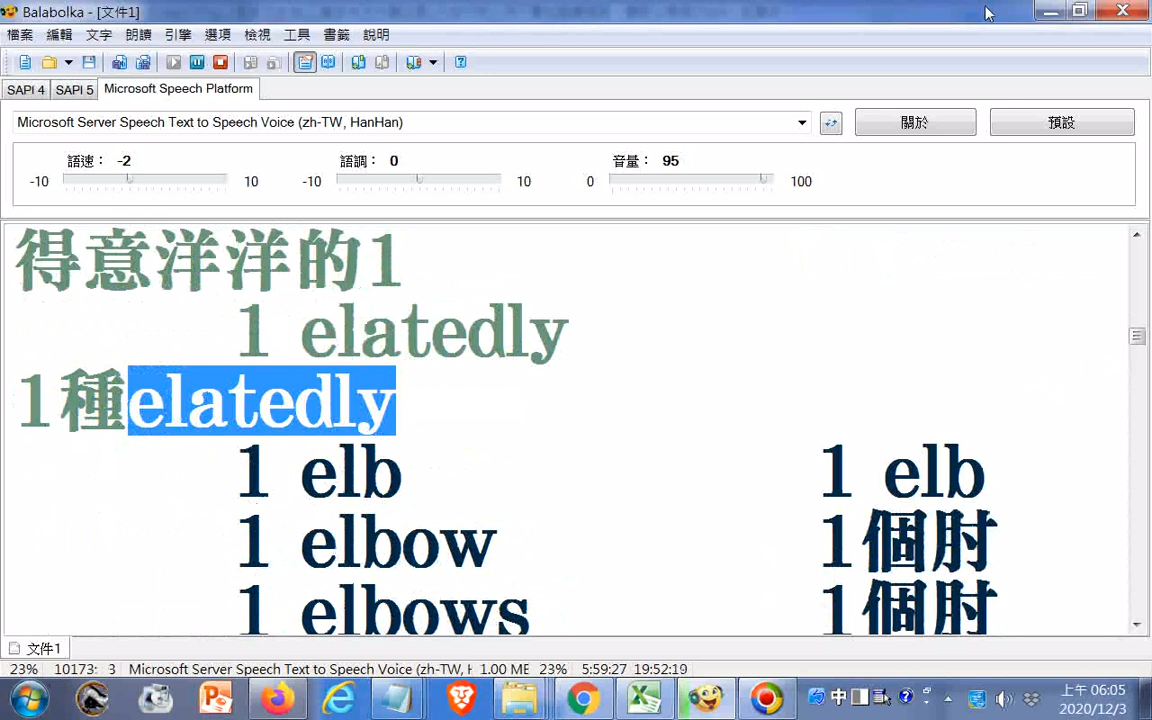 Balabolka - [文件1]
檔案 編輯 文字 朗讀 引擎 選項 檢視 工具 書籤 說明
SAPI 4 SAPI 5 Microsoft Speech Platform
Microsoft Server Speech Text to Speech Voice (zh-TW, HanHan) 關於 預設
語速： -2 語調： 0 音量： 95
-10 10 -10 10 0 100
得意洋洋的1
1 elatedly
1種elatedly
1 elb 1 elb
1 elbow 1個肘
1 elbows 1個肘
文件1
23% 10173: 3 Microsoft Server Speech Text to Speech Voice (zh-TW, H 1.00 ME 23% 5:59:27 19:52:19
中 上午 06:05
2020/12/3